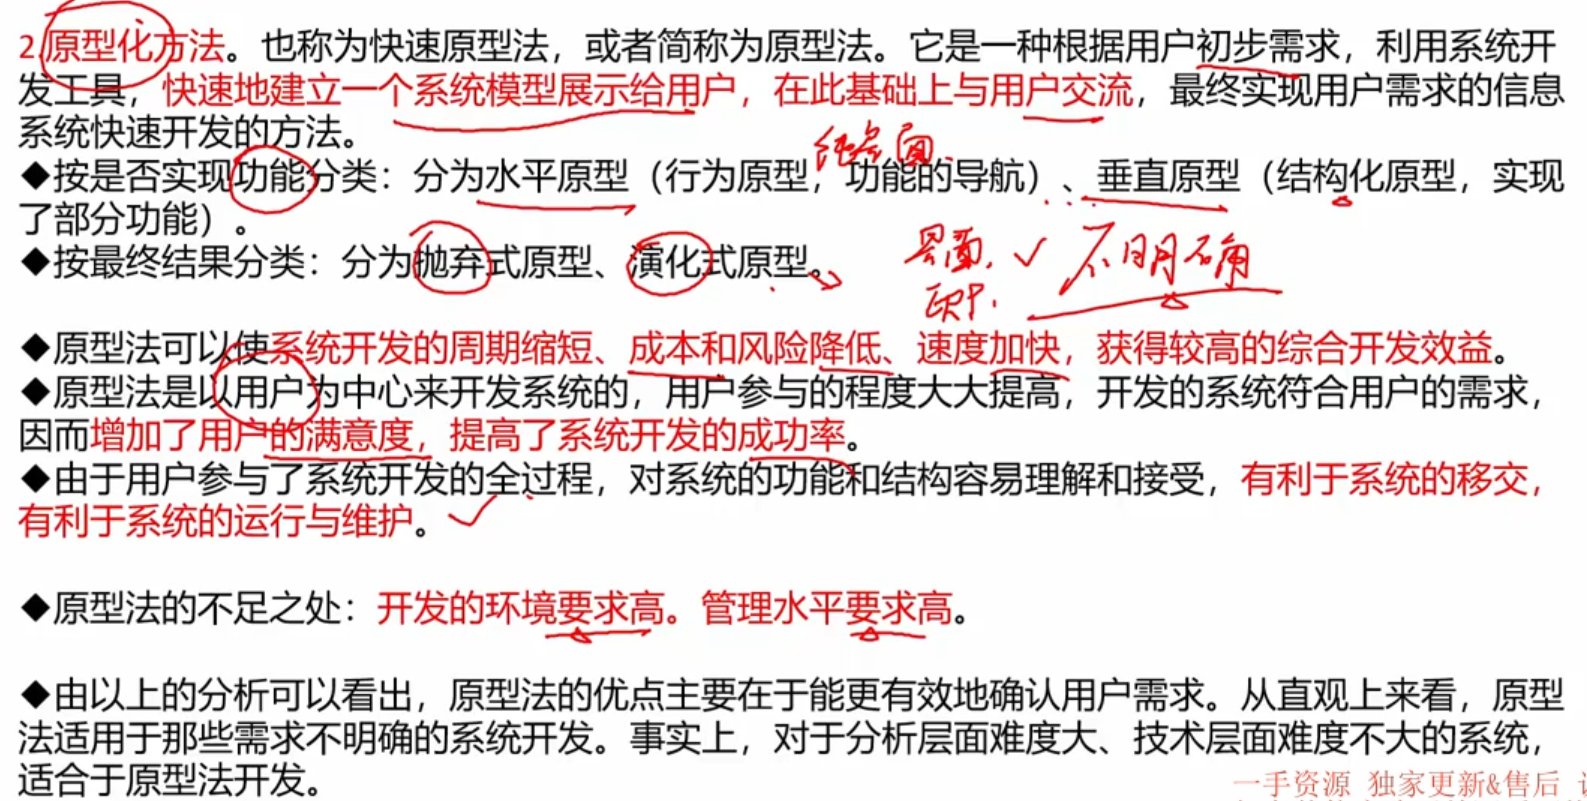 2.原型化方法。也称为快速原型法，或者简称为原型法。它是一种根据用户初步需求，利用系统开
发工具，快速地建立一个系统模型展示给用户，在此基础上与用户交流，最终实现用户需求的信息
系统快速开发的方法。
纯界面
◆按是否实现功能分类：分为水平原型（行为原型，功能的导航）、垂直原型（结构化原型，实现
了部分功能）。
◆按最终结果分类：分为抛弃式原型、演化式原型。
界面
不明确
◆原型法可以使系统开发的周期缩短、成本和风险降低、速度加快，获得较高的综合开发效益。
◆原型法是以用户为中心来开发系统的，用户参与的程度大大提高，开发的系统符合用户的需求，
因而增加了用户的满意度，提高了系统开发的成功率。
◆由于用户参与了系统开发的全过程，对系统的功能和结构容易理解和接受，有利于系统的移交，
有利于系统的运行与维护。
◆原型法的不足之处：开发的环境要求高。管理水平要求高。
◆由以上的分析可以看出，原型法的优点主要在于能更有效地确认用户需求。从直观上来看，原型
法适用于那些需求不明确的系统开发。事实上，对于分析层面难度大、技术层面难度不大的系统，
适合于原型法开发。
一手资源 独家更新&售后